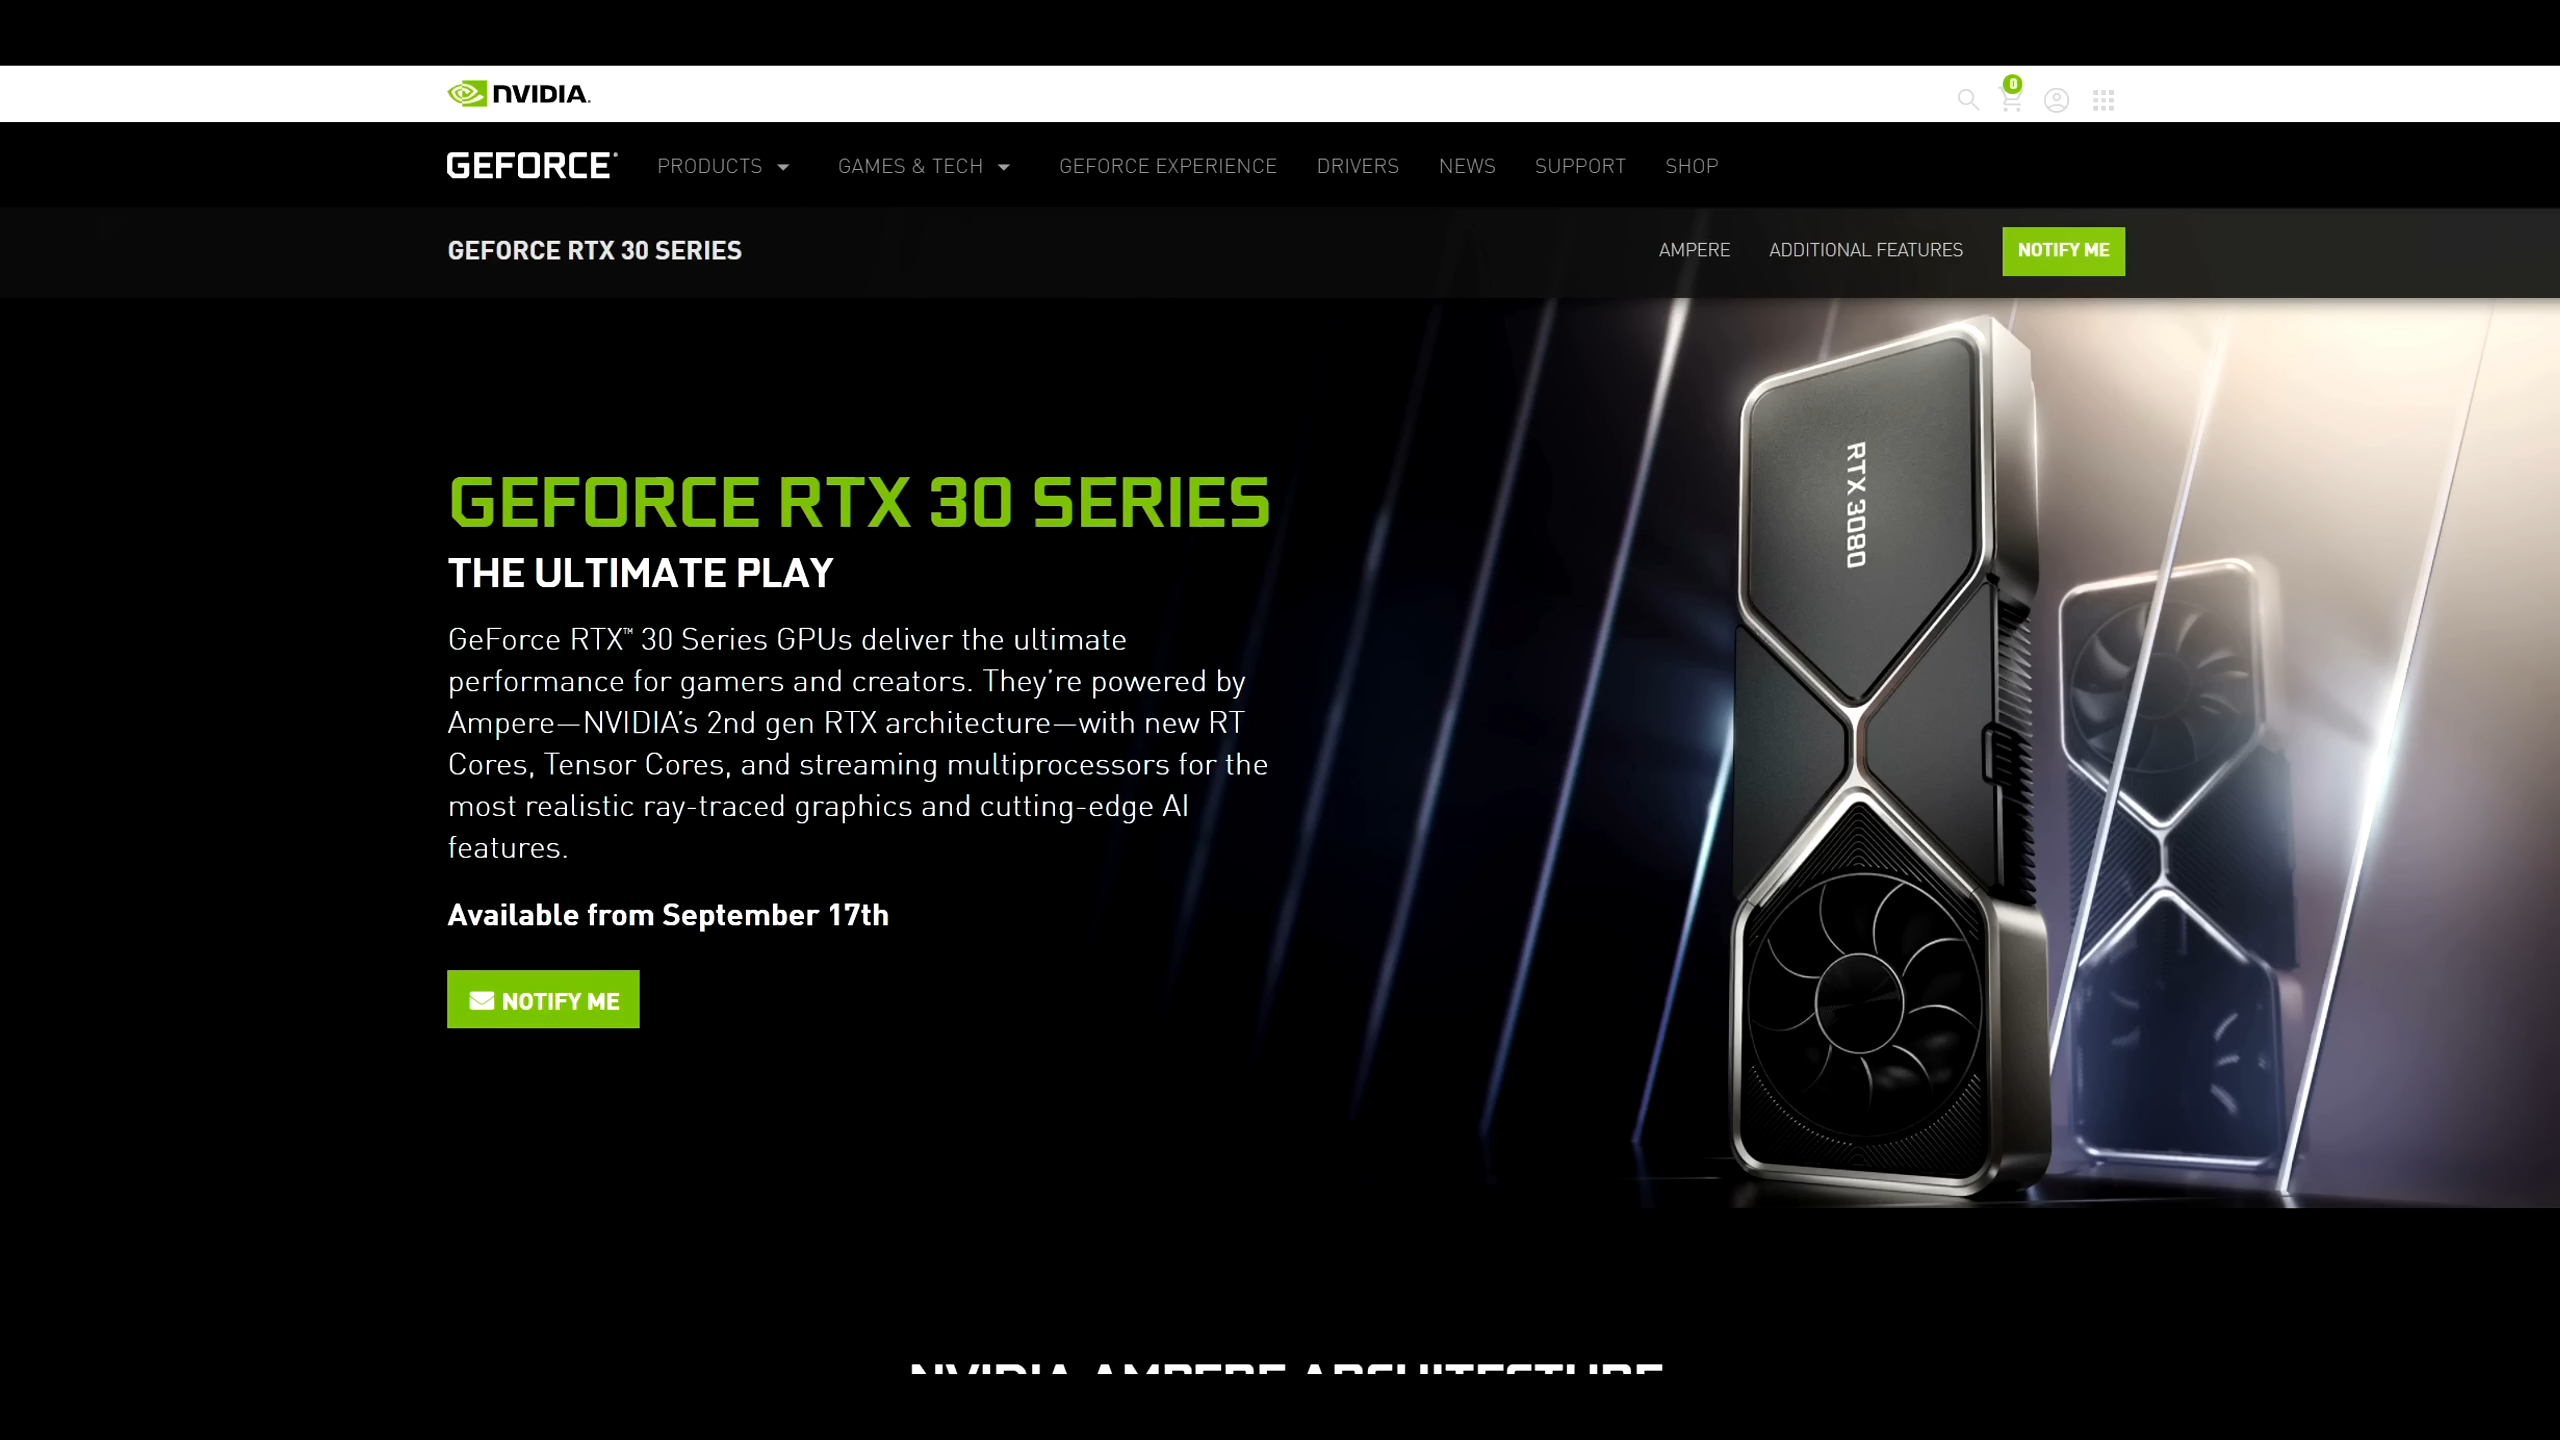 NVIDIA.
0
GEFORCE PRODUCTS GAMES & TECH GEFORCE EXPERIENCE DRIVERS NEWS SUPPORT SHOP
GEFORCE RTX 30 SERIES AMPERE ADDITIONAL FEATURES NOTIFY ME
GEFORCE RTX 30 SERIES
THE ULTIMATE PLAY
GeForce RTX™ 30 Series GPUs deliver the ultimate
performance for gamers and creators. They’re powered by
Ampere—NVIDIA’s 2nd gen RTX architecture—with new RT
Cores, Tensor Cores, and streaming multiprocessors for the
most realistic ray-traced graphics and cutting-edge AI
features.
Available from September 17th
NOTIFY ME
RTX 3080
NVIDIA AMPERE ARCHITECTURE